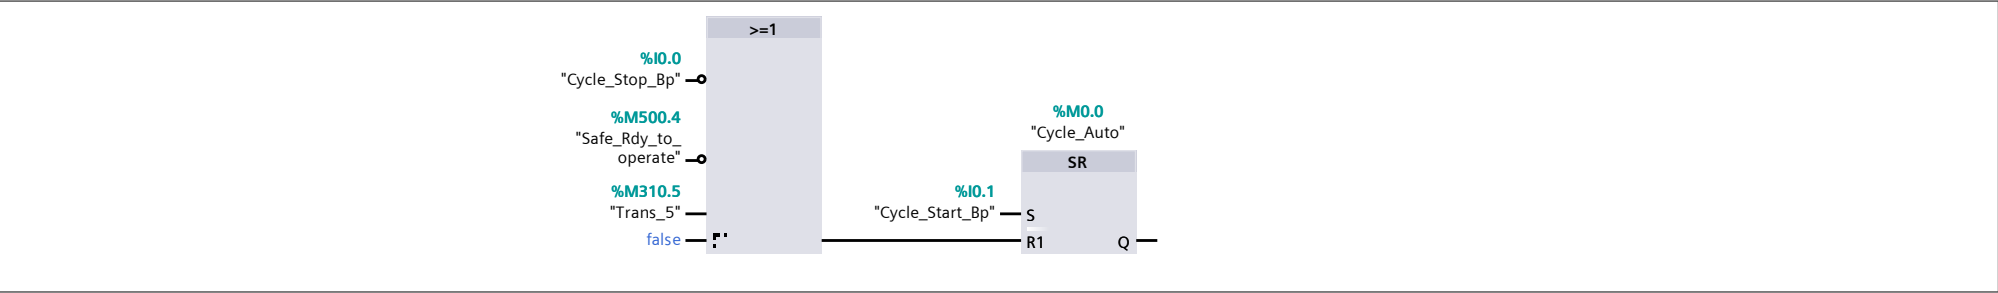 >=1
%I0.0
"Cycle_Stop_Bp"
%M500.4
"Safe_Rdy_to_
operate"
%M310.5
"Trans_5"
false
%M0.0
"Cycle_Auto"
SR
%I0.1
"Cycle_Start_Bp"
S
R1
Q